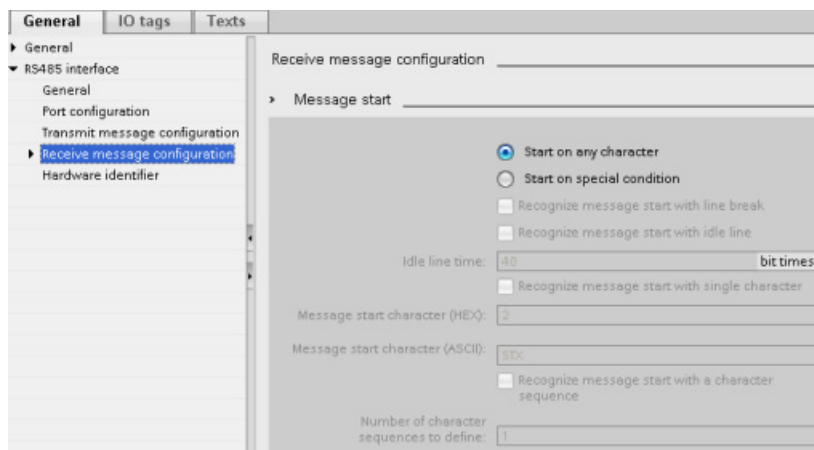 General IO tags Texts
General
RS485 interface
General
Port configuration
Transmit message configuration
Receive message configuration
Hardware identifier
Receive message configuration
Message start
Start on any character
Start on special condition
Recognize message start with line break
Recognize message start with idle line
Idle line time: 40 bit times
Recognize message start with single character
Message start character (HEX): 2
Message start character (ASCII): STX
Recognize message start with a character
sequence
Number of character
sequences to define: 1